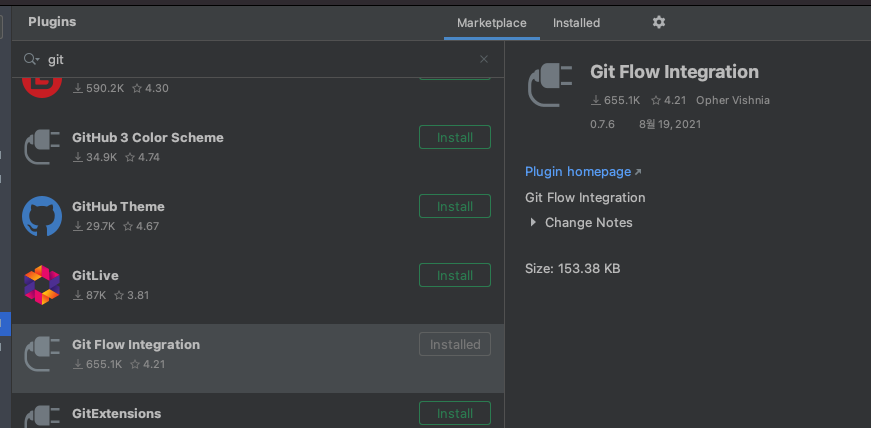 Plugins
Marketplace Installed
git
590.2K 4.30
GitHub 3 Color Scheme
Install
34.9K 4.74
GitHub Theme
Install
29.7K 4.67
GitLive
Install
87K 3.81
Git Flow Integration
Installed
655.1K 4.21
GitExtensions
Install
Git Flow Integration
655.1K 4.21 Opher Vishnia
0.7.6 8월 19, 2021
Plugin homepage
Git Flow Integration
Change Notes
Size: 153.38 KB